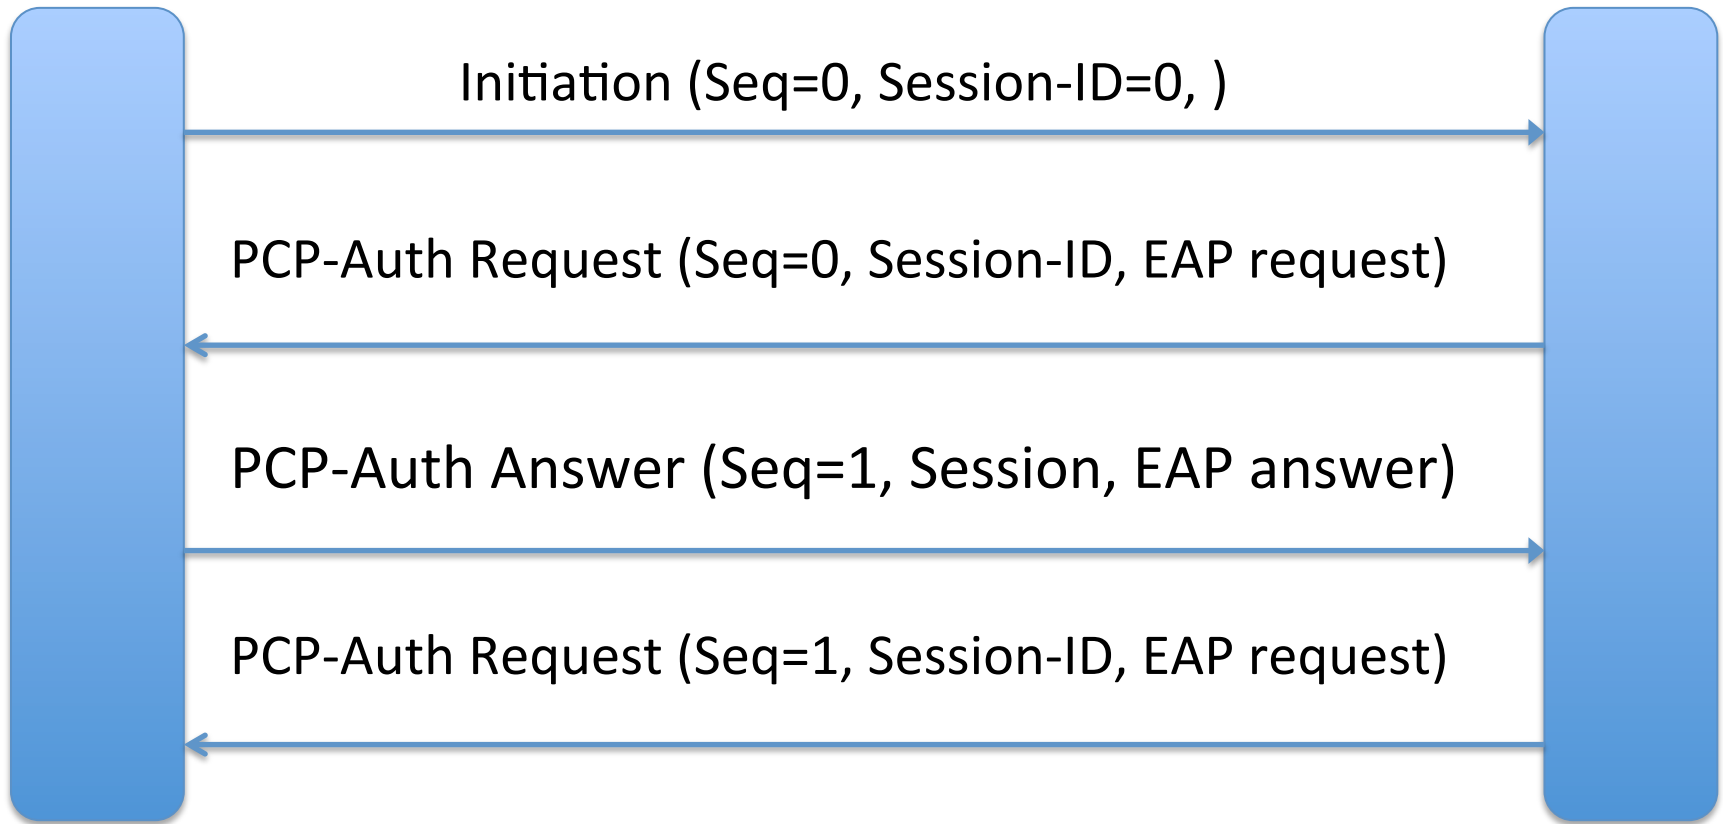 Initiation (Seq=0, Session-ID=0, )
PCP-Auth Request (Seq=0, Session-ID, EAP request)
PCP-Auth Answer (Seq=1, Session, EAP answer)
PCP-Auth Request (Seq=1, Session-ID, EAP request)